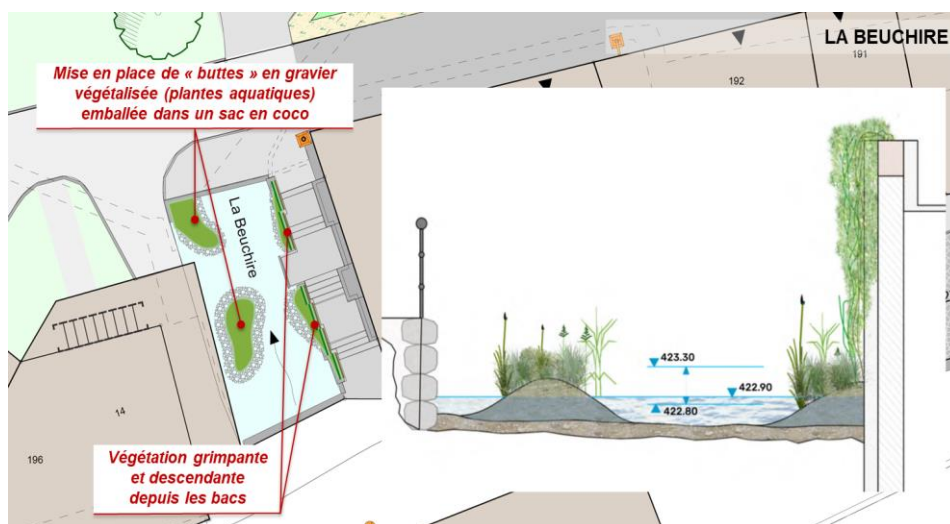 LA BEUCHIRE
191
192
Mise en place de « buttes » en gravier
végétalisée (plantes aquatiques)
emballée dans un sac en coco
La Beuchire
423.30
422.90
422.80
14
196
Végétation grimpante
et descendante
depuis les bacs